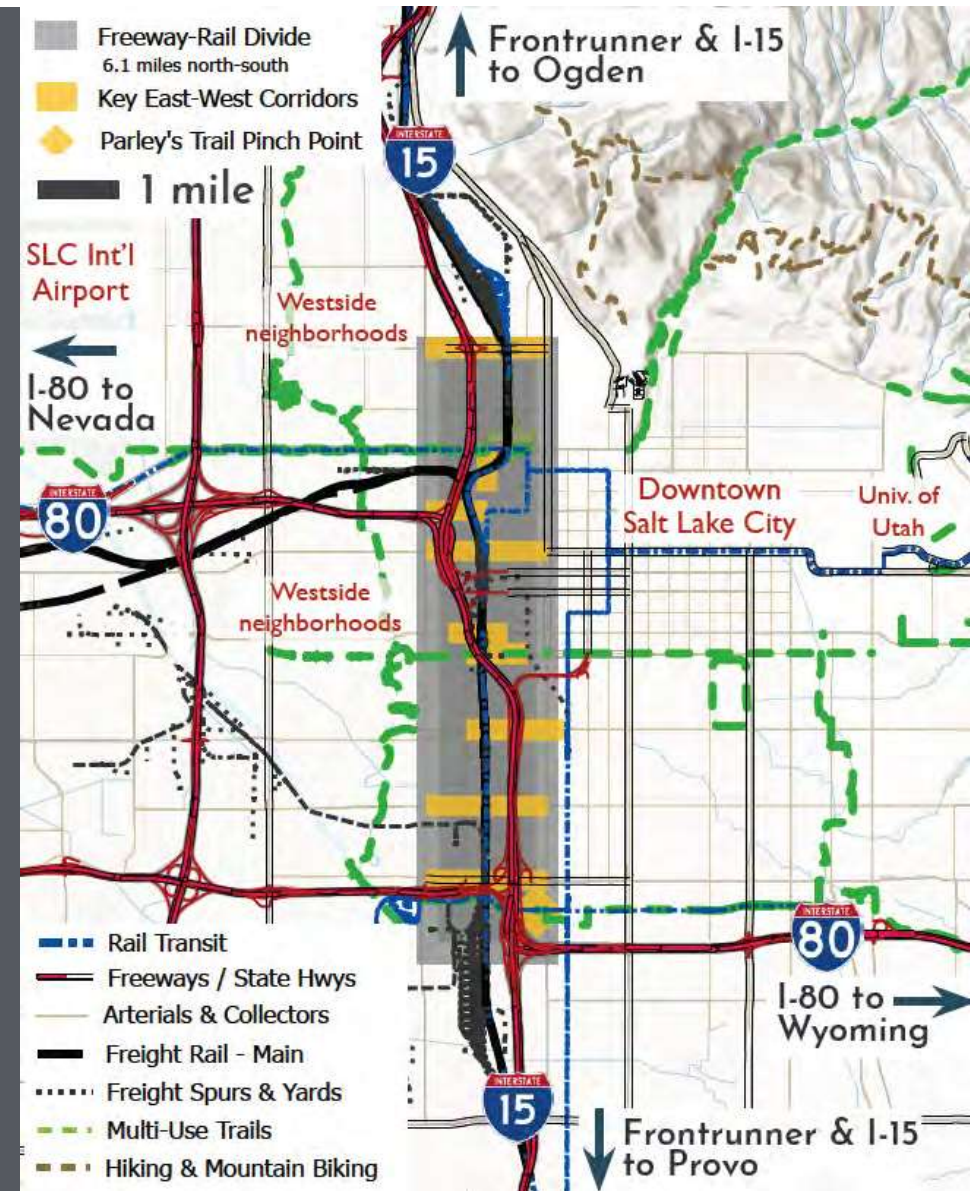 Freeway-Rail Divide
6.1 miles north-south
Key East-West Corridors
Parley's Trail Pinch Point
1 mile
Frontrunner & I-15
to Ogden
INTERSTATE
15
SLC Int'l
Airport
Westside
neighborhoods
I-80 to
Nevada
INTERSTATE
80
Downtown
Salt Lake City
Univ. of
Utah
Westside
neighborhoods
INTERSTATE
80
I-80 to
Wyoming
Rail Transit
Freeways / State Hwys
Arterials & Collectors
Freight Rail - Main
Freight Spurs & Yards
Multi-Use Trails
Hiking & Mountain Biking
INTERSTATE
15
Frontrunner & I-15
to Provo